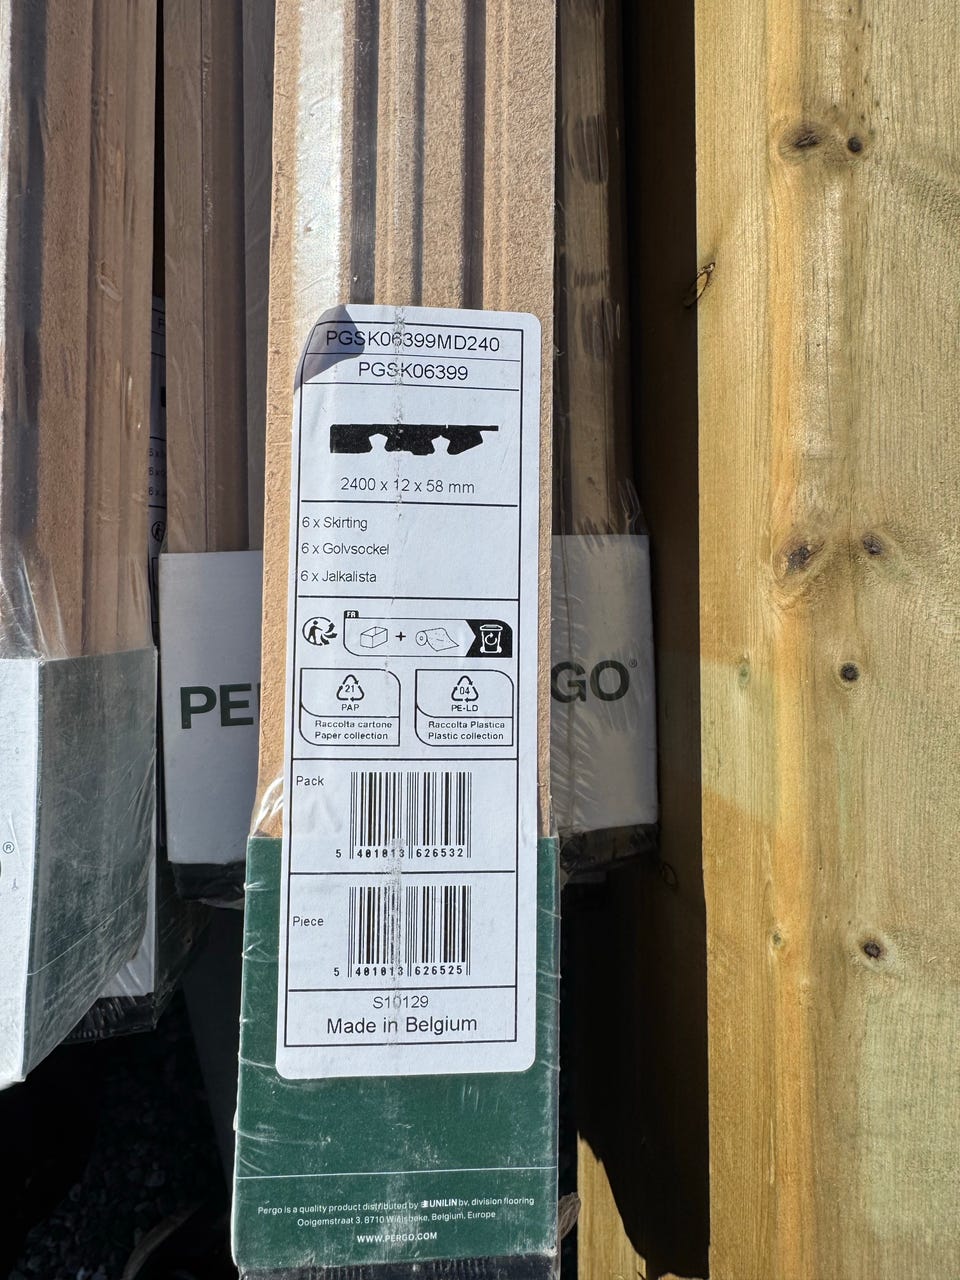 PGSK06399MD240
PGSK06399
2400 x 12 x 58 mm
6 x Skirting
6 x Golvsockel
6 x Jalkalista
FR
+
21
PAP
Raccolta cartone
Paper collection
04
PE-LD
Raccolta Plastica
Plastic collection
PE
GO®
Pack
5 401013 626532
®
Piece
5 401013 626525
S10129
Made in Belgium
Pergo is a quality product distributed by UNILIN bv, division flooring
Ooigemstraat 3, 8710 Wielsbeke, Belgium, Europe
WWW.PERGO.COM